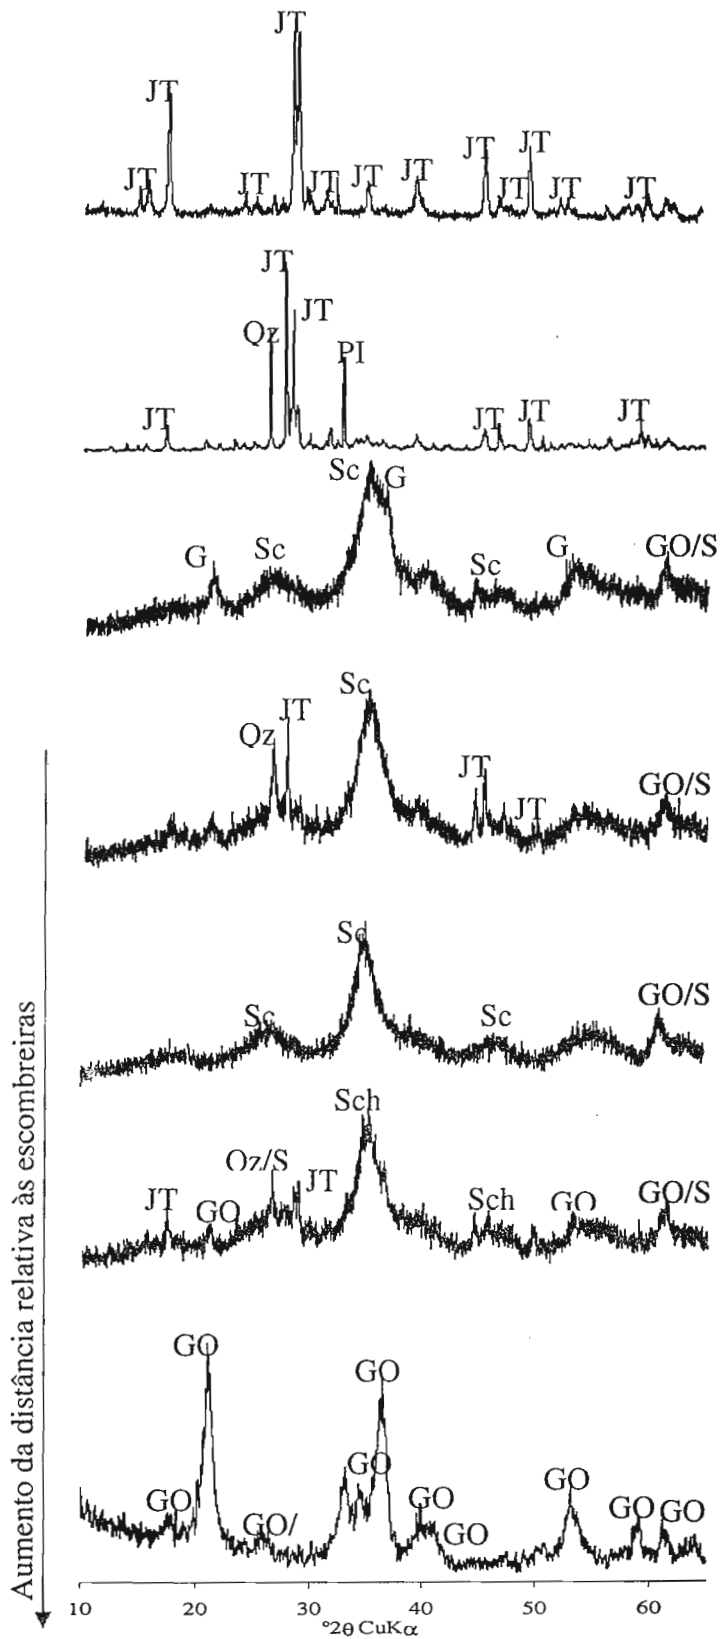 JT
JT
JT JT JT JT JT JT JT JT JT JT
JT
JT
Qz
PI
JT JT JT JT
Sc G
G Sc Sc G GO/S
Sc
Qz JT
JT JT GO/S
Sc
Sc Sc GO/S
Sch
Qz/S JT
JT GO Sch GO GO/S
GO
GO
GO
GO GO/ GO GO GO GO GO
Aumento da distância relativa às escombreiras
10 20 30 40 50 60
°2θ CuKα